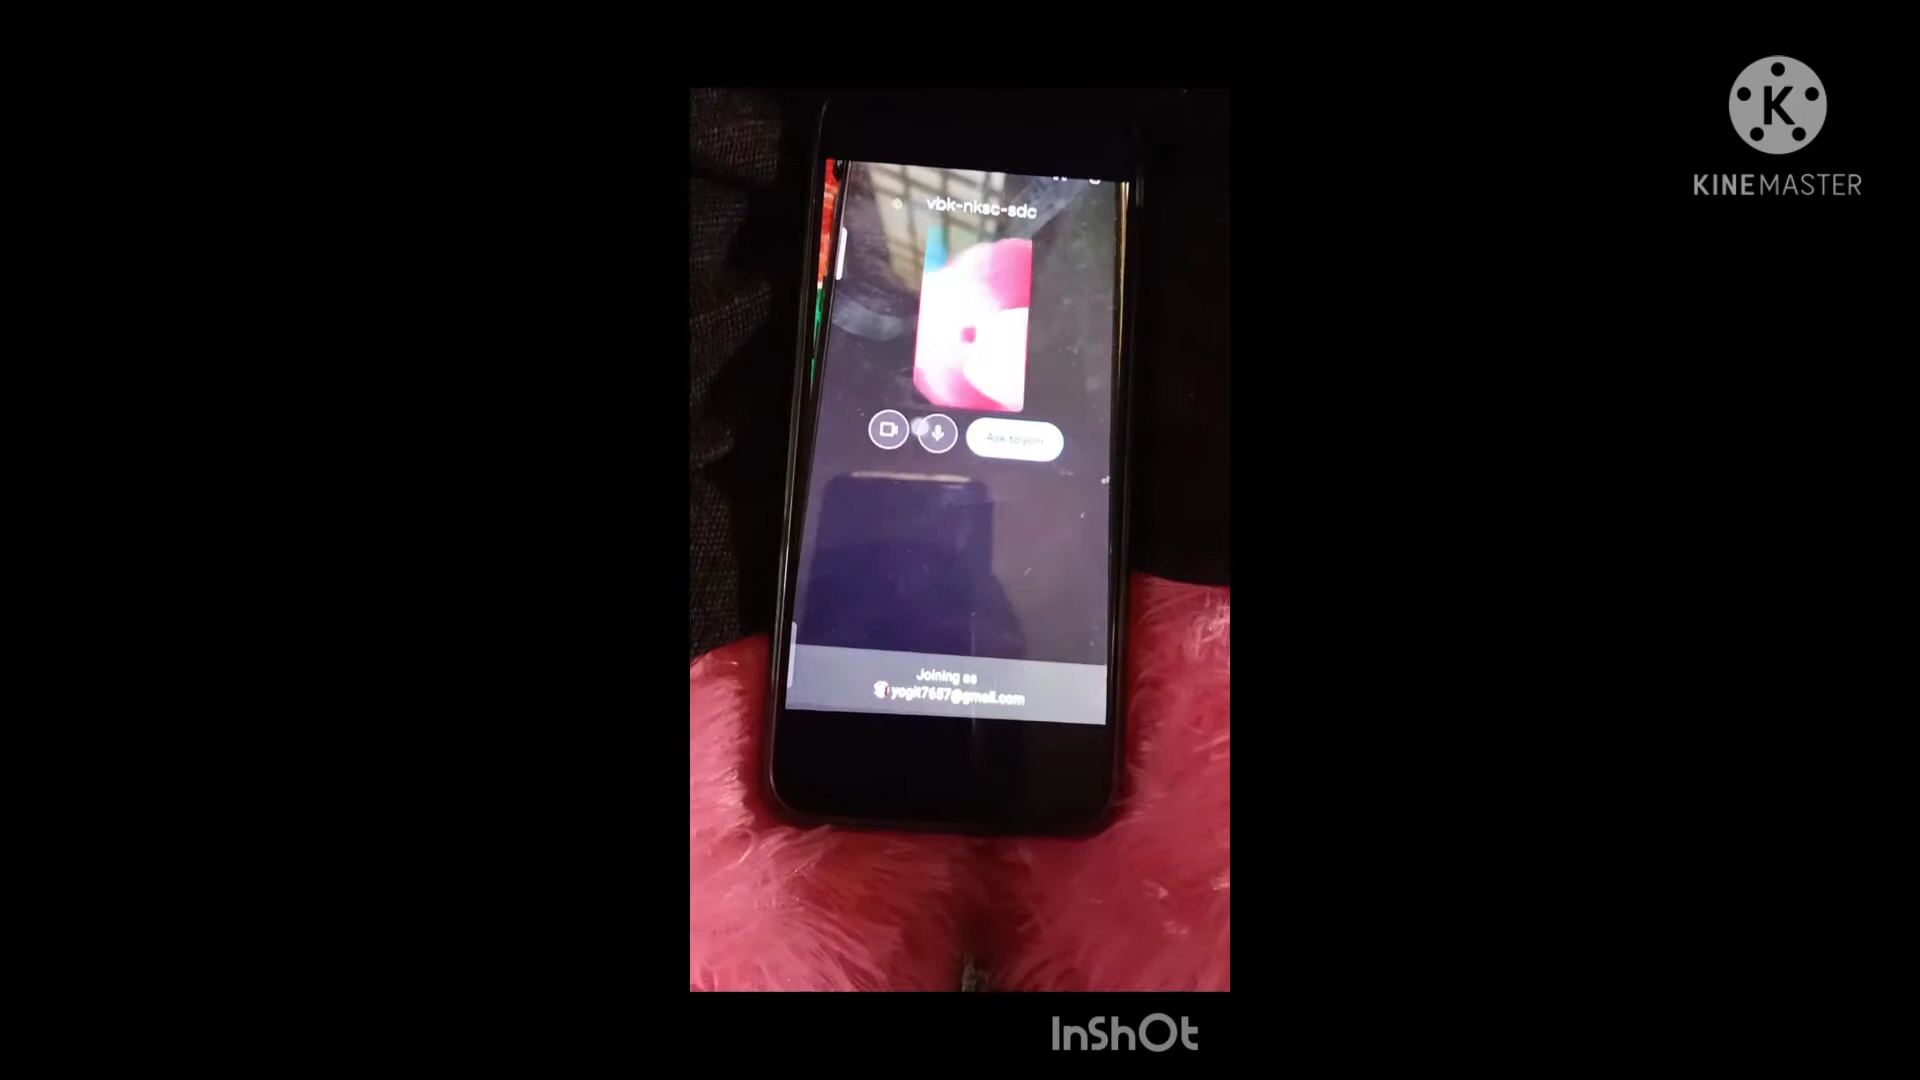 KINEMASTER
vbk-nksc-sdc
Ask to join
Joining as
yogit7657@gmail.com
InShOt